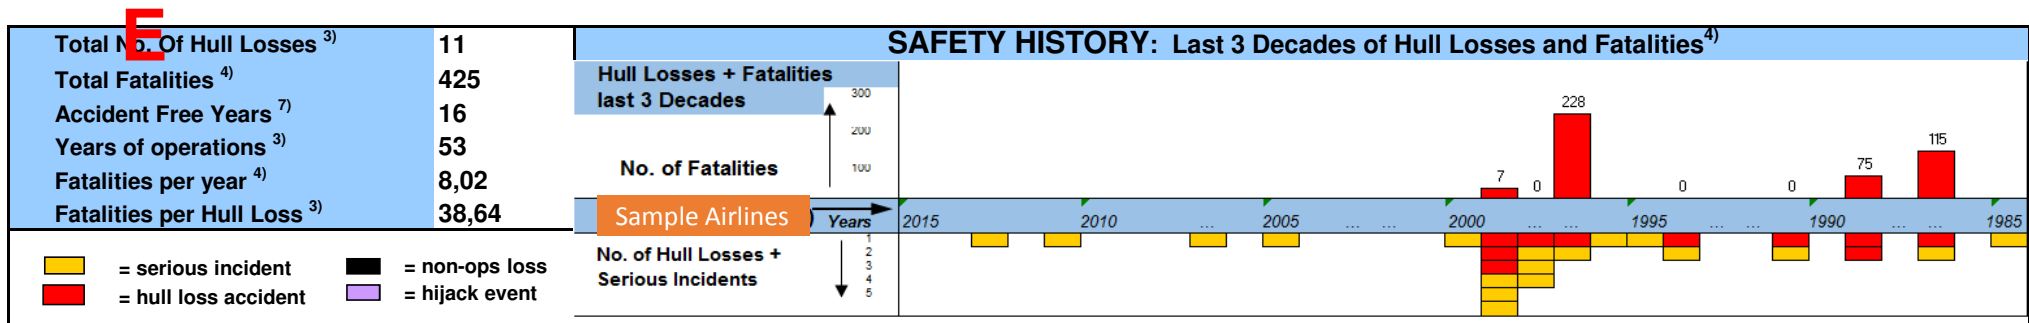 E
Total No. Of Hull Losses 3) 11
Total Fatalities 4) 425
Accident Free Years 7) 16
Years of operations 3) 53
Fatalities per year 4) 8,02
Fatalities per Hull Loss 3) 38,64
= serious incident = non-ops loss
= hull loss accident = hijack event
SAFETY HISTORY: Last 3 Decades of Hull Losses and Fatalities4)
Hull Losses + Fatalities
last 3 Decades
300
200
No. of Fatalities 100
228
115
75
7 0 0 0
Sample Airlines ) Years 2015 2010 ... 2005 ... ... 2000 ... ... 1995 ... ... 1990 ... ... 1985
No. of Hull Losses +
Serious Incidents
1
2
3
4
5